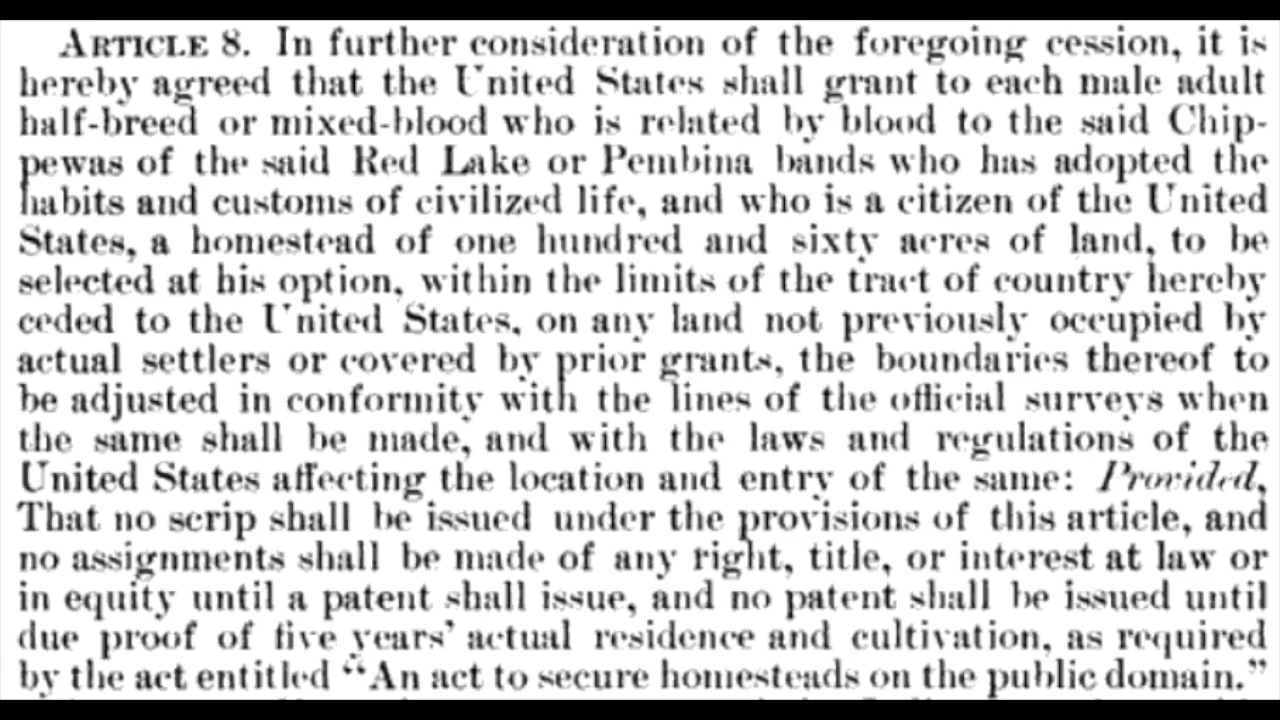 ARTICLE 8. In further consideration of the foregoing cession, it is
hereby agreed that the United States shall grant to each male adult
half-breed or mixed-blood who is related by blood to the said Chip-
pewas of the said Red Lake or Pembina bands who has adopted the
habits and customs of civilized life, and who is a citizen of the United
States, a homestead of one hundred and sixty acres of land, to be
selected at his option, within the limits of the tract of country hereby
ceded to the United States, on any land not previously occupied by
actual settlers or covered by prior grants, the boundaries thereof to
be adjusted in conformity with the lines of the official surveys when
the same shall be made, and with the laws and regulations of the
United States affecting the location and entry of the same: Provided,
That no scrip shall be issued under the provisions of this article, and
no assignments shall be made of any right, title, or interest at law or
in equity until a patent shall issue, and no patent shall be issued until
due proof of five years' actual residence and cultivation, as required
by the act entitled "An act to secure homesteads on the public domain."